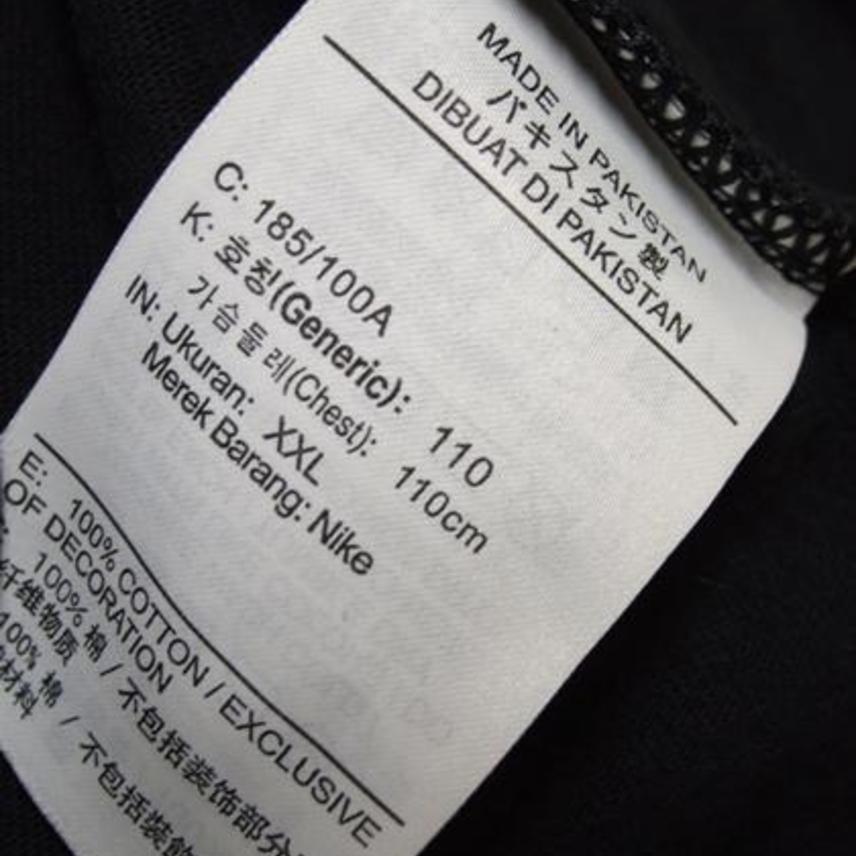 MADE IN PAKISTAN
パキスタン製
DIBUAT DI PAKISTAN
C: 185/100A
K: 호칭(Generic): 110
가슴둘레(Chest): 110cm
IN: Ukuran: XXL
Merek Barang: Nike
E: 100% COTTON / EXCLUSIVE
OF DECORATION
100% 棉 / 不包括装饰部分
纤维物质
100% 棉 / 不包括装飾
材料